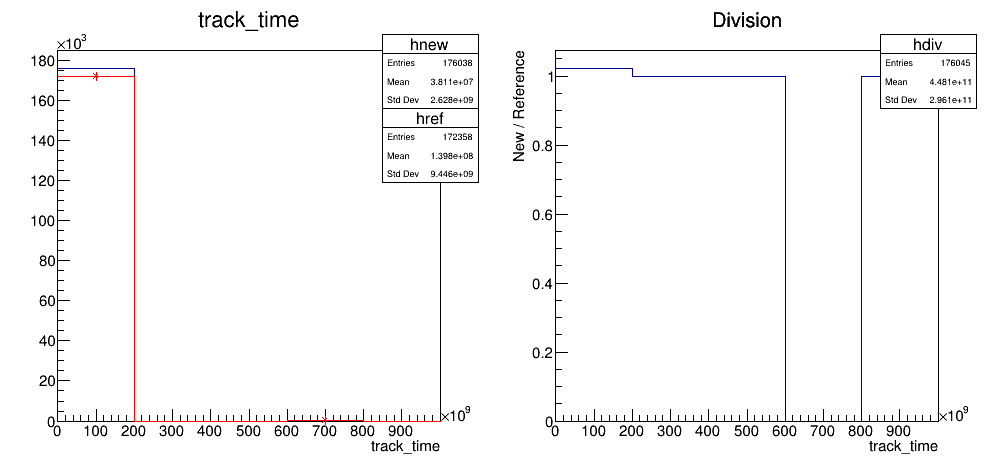 track_time
×10³
hnew
Entries 176038
Mean 3.811e+07
Std Dev 2.628e+09
href
Entries 172358
Mean 1.398e+08
Std Dev 9.446e+09
180
160
140
120
100
80
60
40
20
0
0 100 200 300 400 500 600 700 800 900
×10⁹
track_time
Division
hdiv
Entries 176045
Mean 4.481e+11
Std Dev 2.961e+11
New / Reference
1
0.8
0.6
0.4
0.2
0
0 100 200 300 400 500 600 700 800 900
×10⁹
track_time